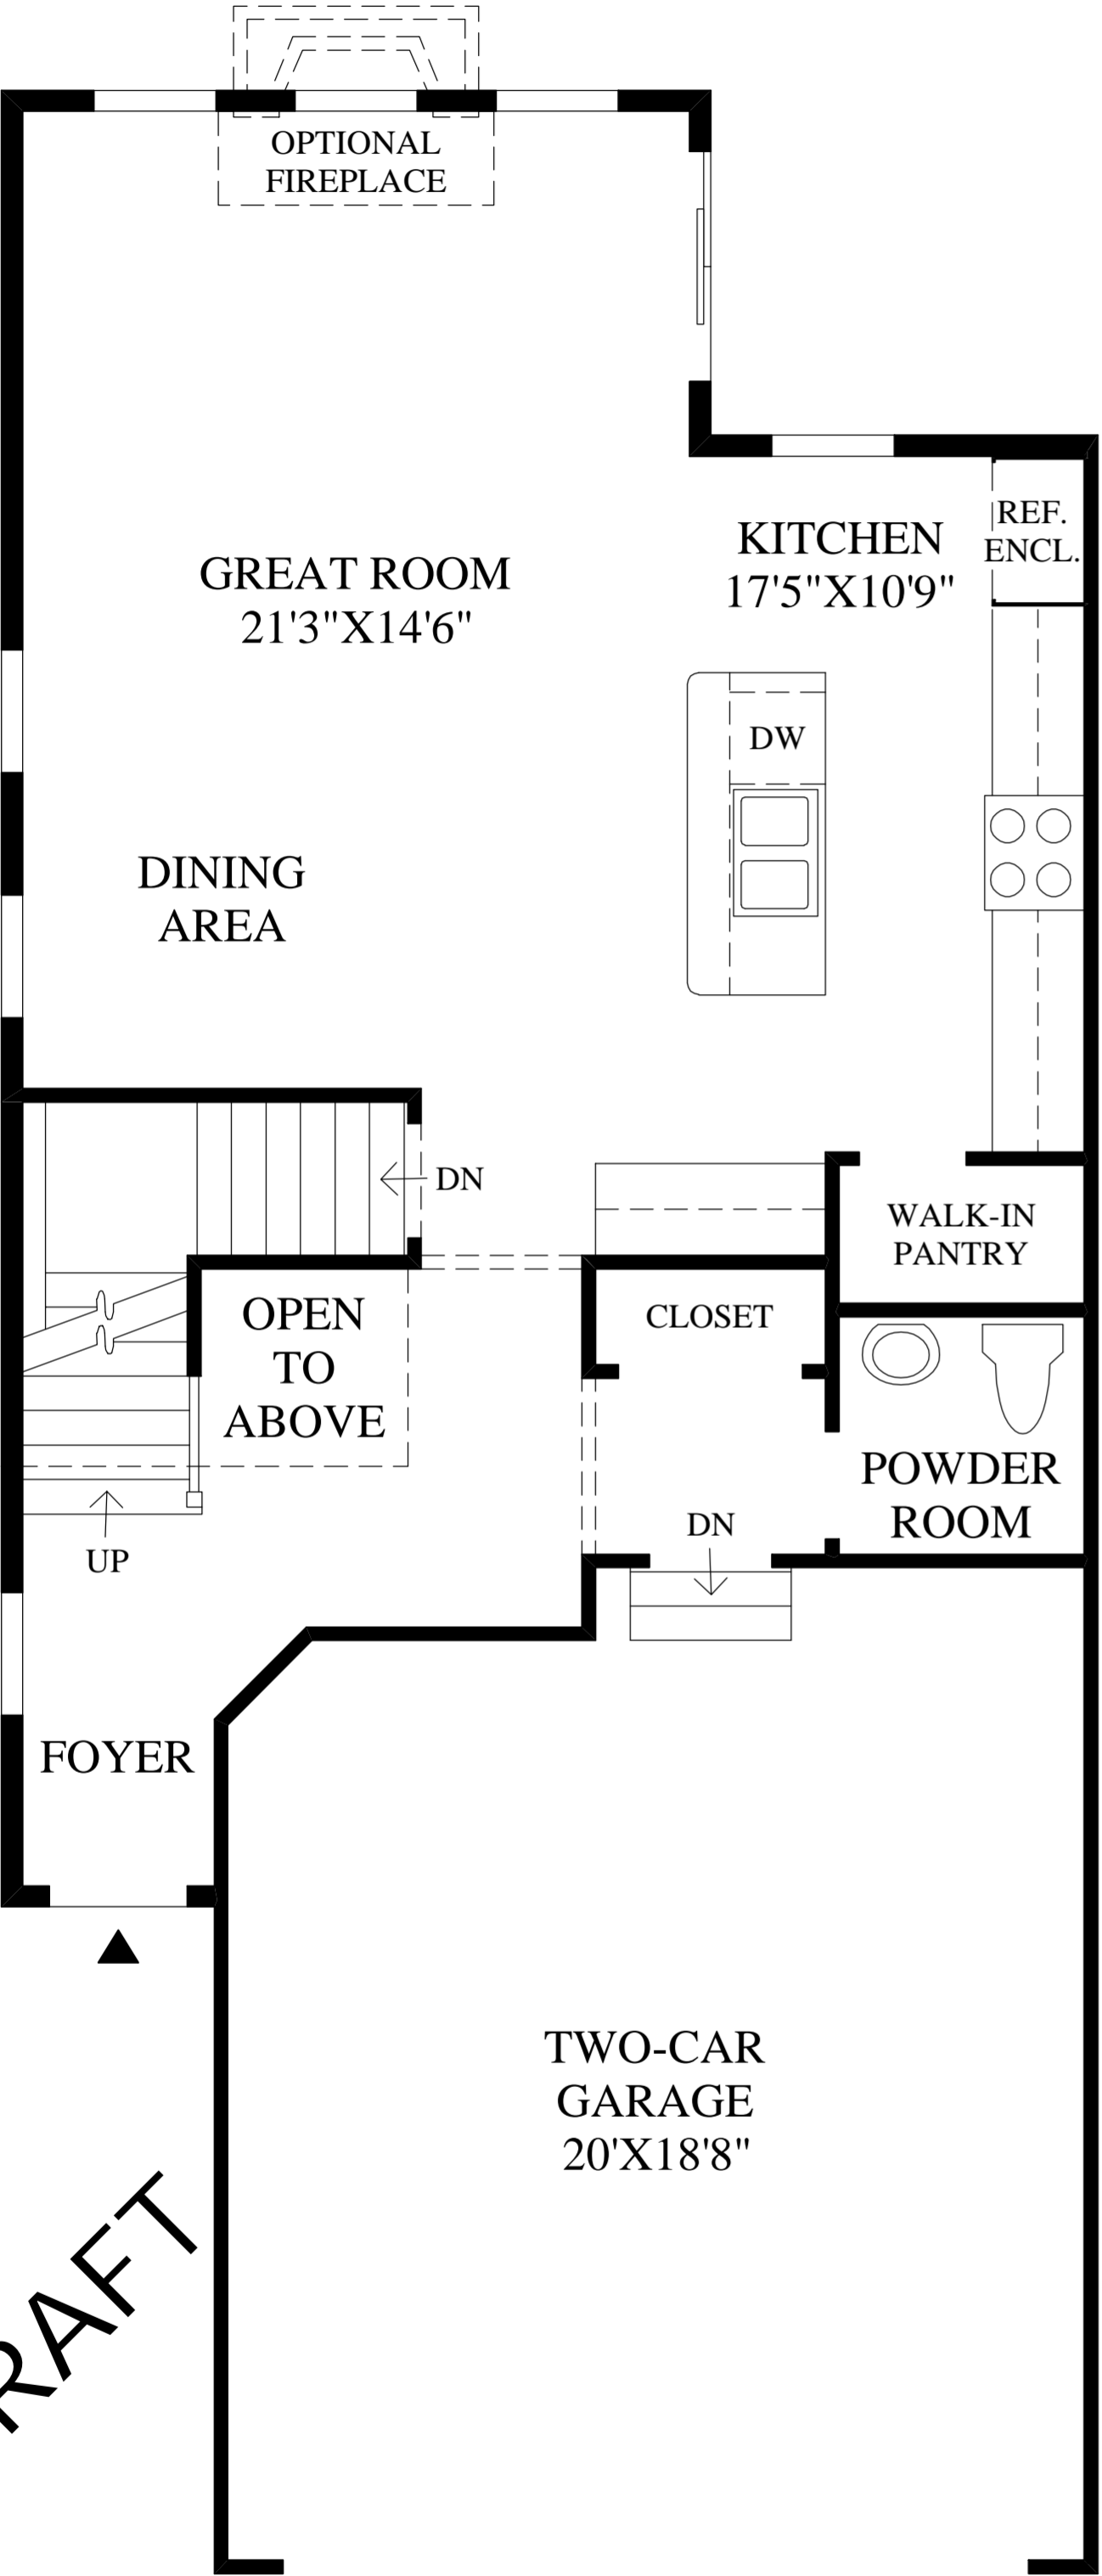 OPTIONAL
FIREPLACE
GREAT ROOM
21'3"X14'6"
KITCHEN
17'5"X10'9"
REF.
ENCL.
DW
DINING
AREA
DN
WALK-IN
PANTRY
OPEN
TO
ABOVE
CLOSET
POWDER
ROOM
DN
UP
FOYER
TWO-CAR
GARAGE
20'X18'8"
RAFT